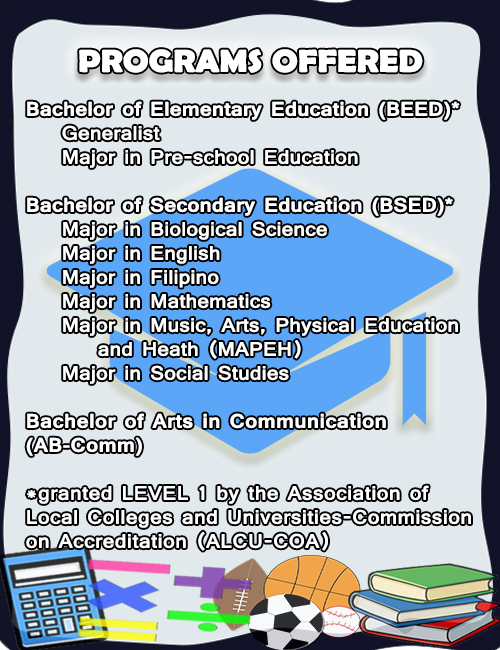 PROGRAMS OFFERED
Bachelor of Elementary Education (BEED)*
Generalist
Major in Pre-school Education
Bachelor of Secondary Education (BSED)*
Major in Biological Science
Major in English
Major in Filipino
Major in Mathematics
Major in Music, Arts, Physical Education
and Heath (MAPEH)
Major in Social Studies
Bachelor of Arts in Communication
(AB-Comm)
*granted LEVEL 1 by the Association of
Local Colleges and Universities-Commission
on Accreditation (ALCU-COA)